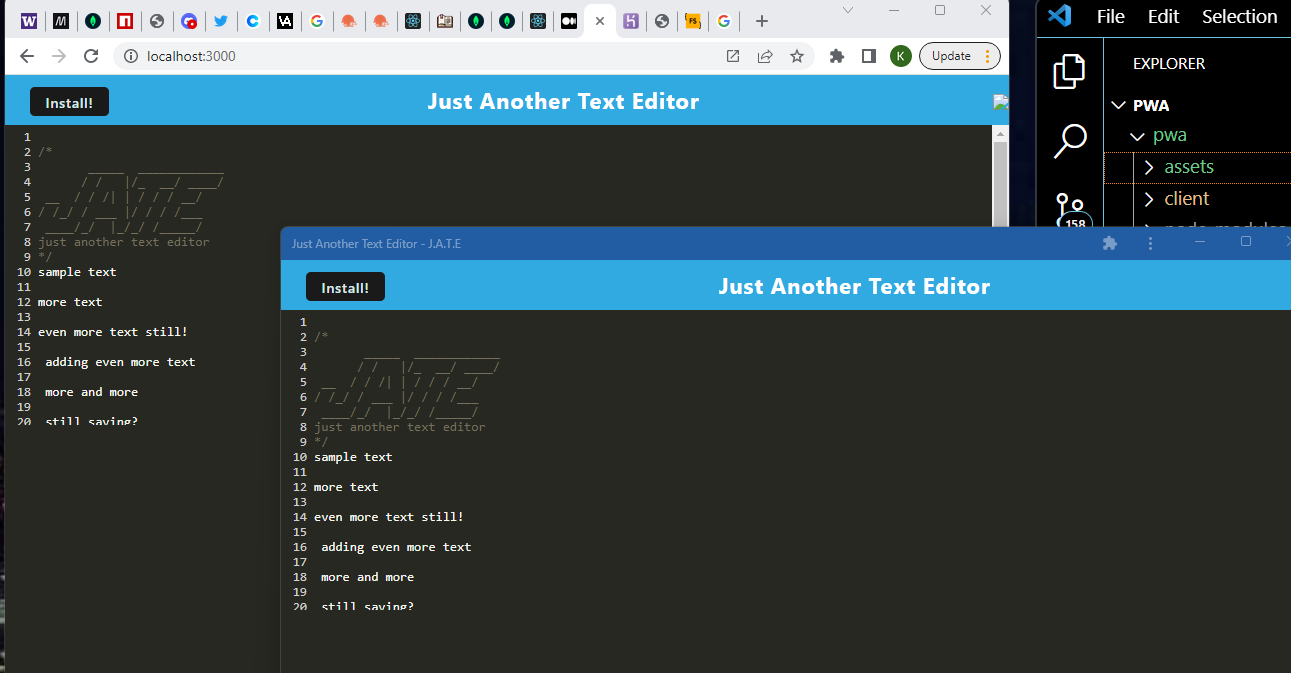 localhost:3000
K
Update
File Edit Selection
Install!
Just Another Text Editor
EXPLORER
PWA
pwa
assets
client
158
node_modules
1
2 /*
3 _____ ____________
4 / / |/_ __/ ____/
5 __ / / /| | / / / __/
6 / /_/ / ___ |/ / / /___
7 ____/_/ |_/_/ /_____/
8 just another text editor
9 */
10 sample text
11
12 more text
13
14 even more text still!
15
16 adding even more text
17
18 more and more
19
20 still saving?
Just Another Text Editor - J.A.T.E
Install!
Just Another Text Editor
1
2 /*
3 _____ ____________
4 / / |/_ __/ ____/
5 __ / / /| | / / / __/
6 / /_/ / ___ |/ / / /___
7 ____/_/ |_/_/ /_____/
8 just another text editor
9 */
10 sample text
11
12 more text
13
14 even more text still!
15
16 adding even more text
17
18 more and more
19
20 still saving?